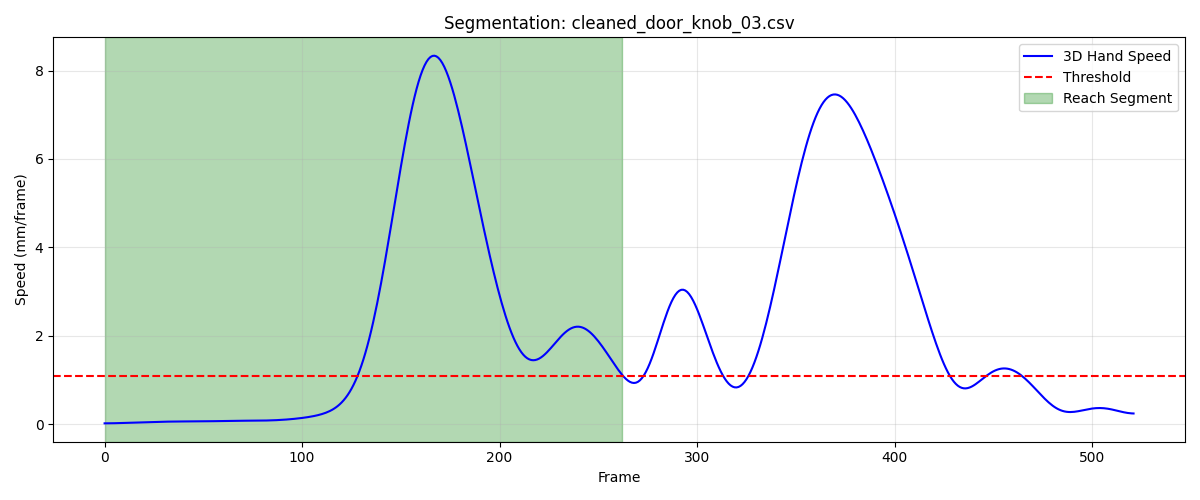 Segmentation: cleaned_door_knob_03.csv
3D Hand Speed
Threshold
Reach Segment
Speed (mm/frame)
8
6
4
2
0
0 100 200 300 400 500
Frame